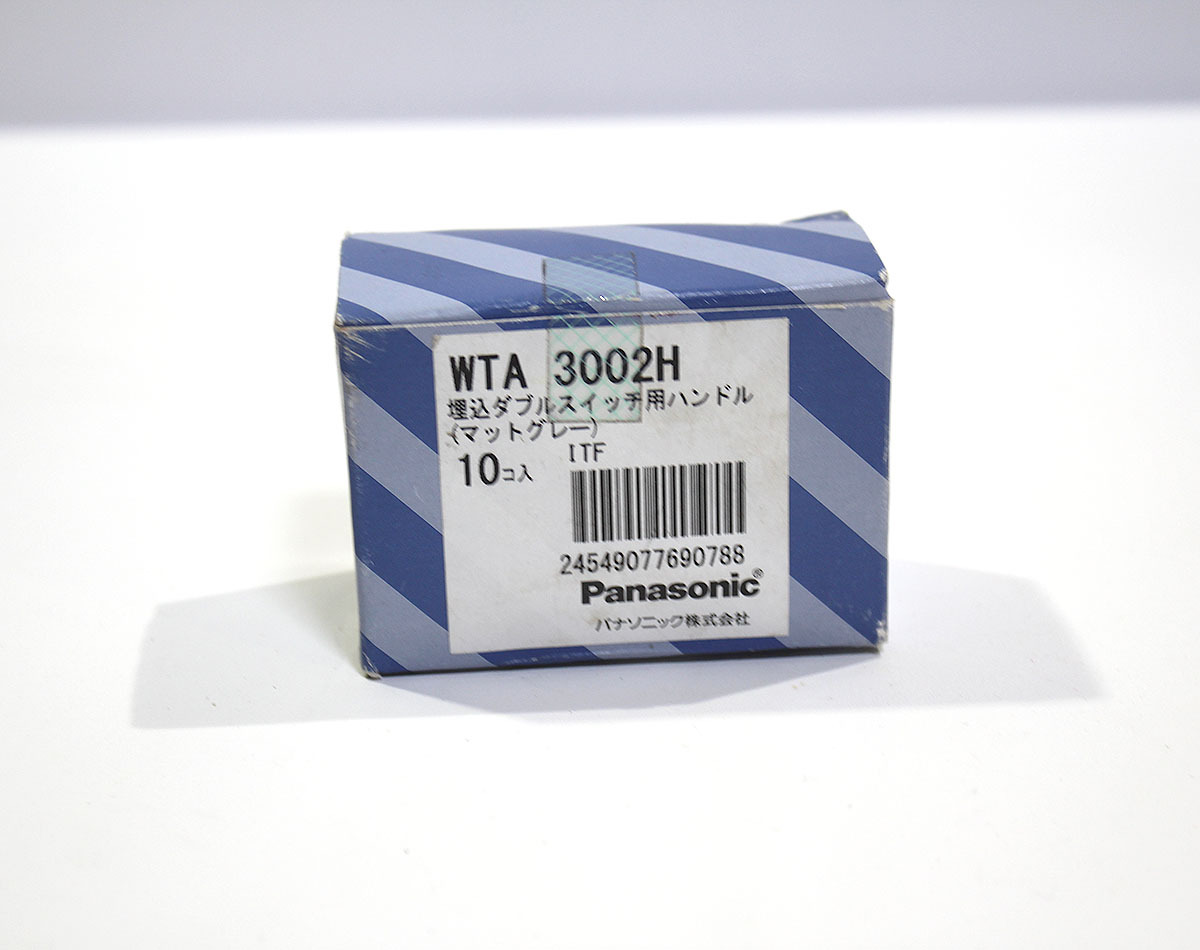 WTA 3002H
埋込ダブルスイッチ用ハンドル
(マットグレー)
ITF
10コ入
24549077690788
Panasonic®
パナソニック株式会社